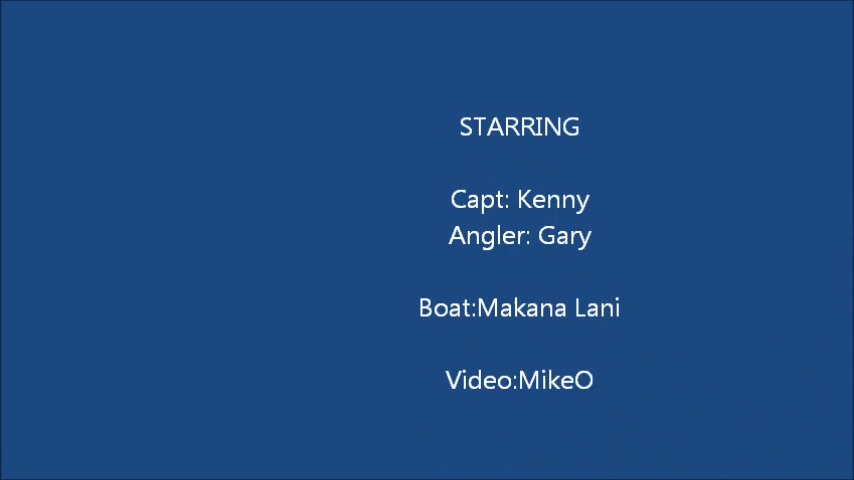 STARRING
Capt: Kenny
Angler: Gary
Boat:Makana Lani
Video:MikeO